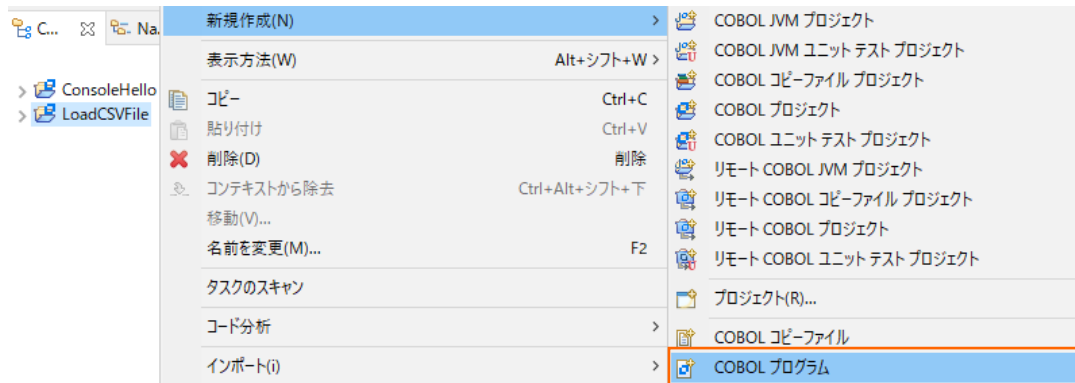 C...
Na.
ConsoleHello
LoadCSVFile
新規作成(N)
表示方法(W) Alt+シフト+W
コピー Ctrl+C
貼り付け Ctrl+V
削除(D) 削除
コンテキストから除去 Ctrl+Alt+シフト+下
移動(V)...
名前を変更(M)... F2
タスクのスキャン
コード分析
インポート(i)
COBOL JVM プロジェクト
COBOL JVM ユニット テスト プロジェクト
COBOL コピーファイル プロジェクト
COBOL プロジェクト
COBOL ユニット テスト プロジェクト
リモート COBOL JVM プロジェクト
リモート COBOL コピーファイル プロジェクト
リモート COBOL プロジェクト
リモート COBOL ユニット テスト プロジェクト
プロジェクト(R)...
COBOL コピーファイル
COBOL プログラム